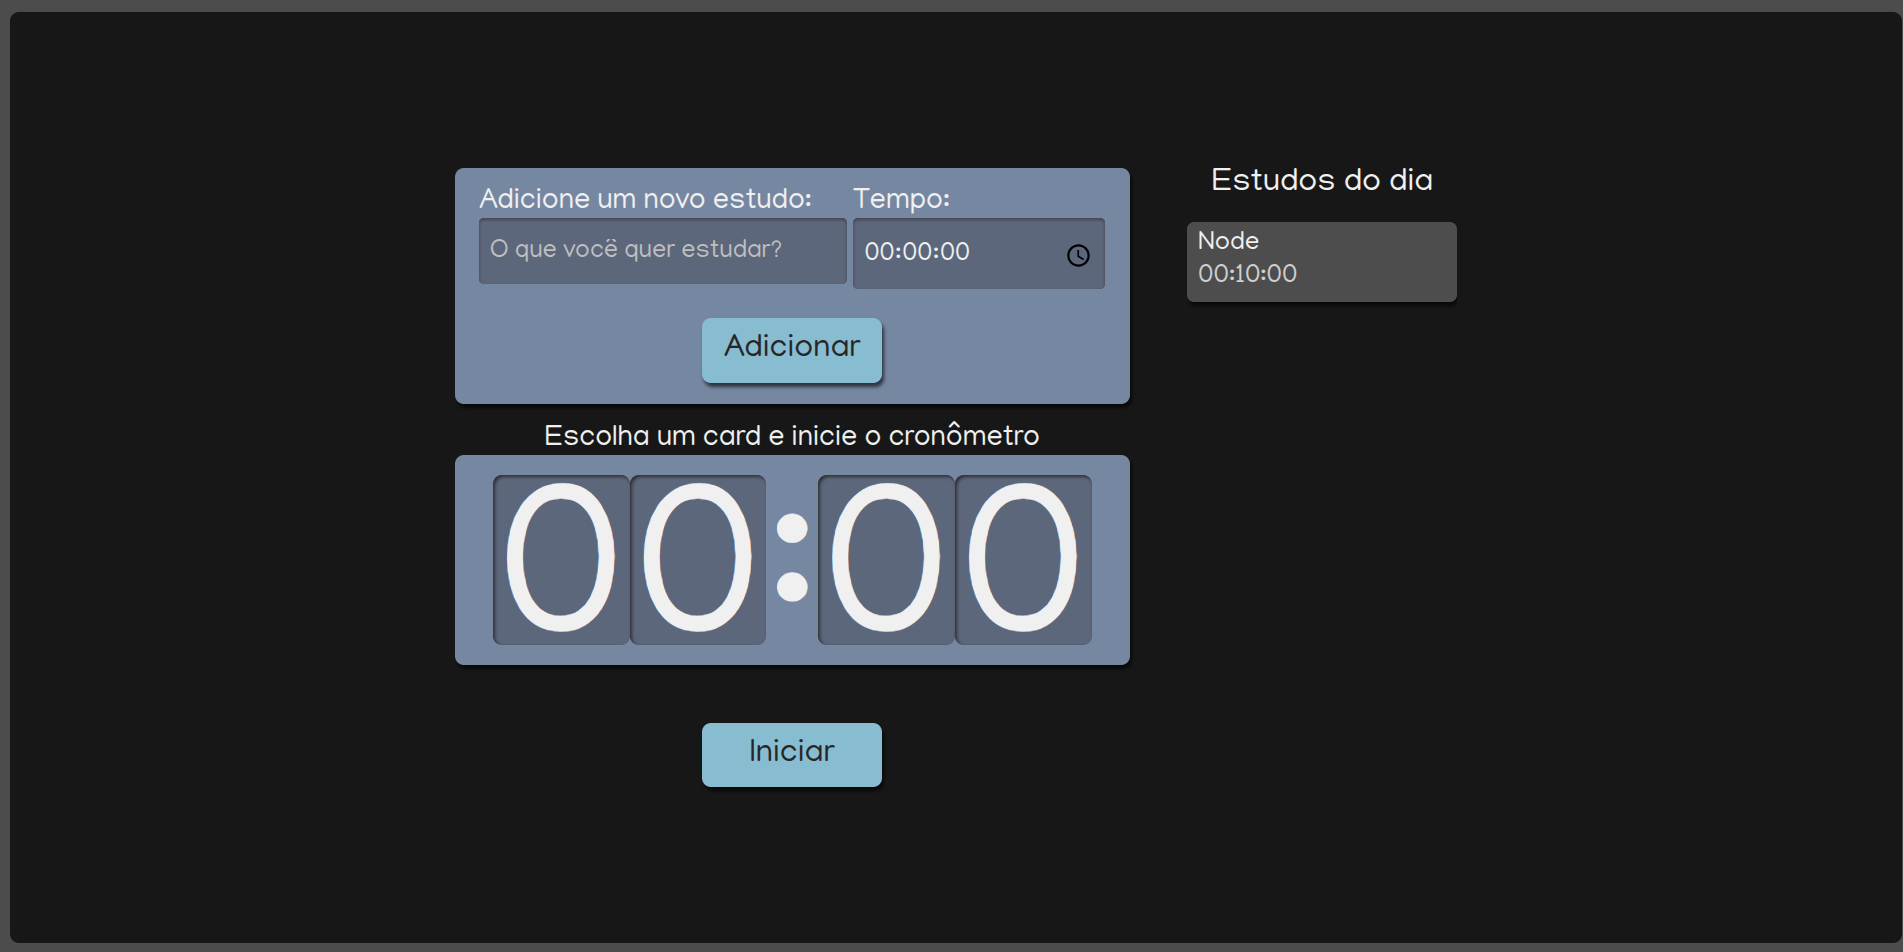 Adicione um novo estudo:
Tempo:
O que você quer estudar?
00:00:00
Adicionar
Estudos do dia
Node
00:10:00
Escolha um card e inicie o cronômetro
00:00
Iniciar